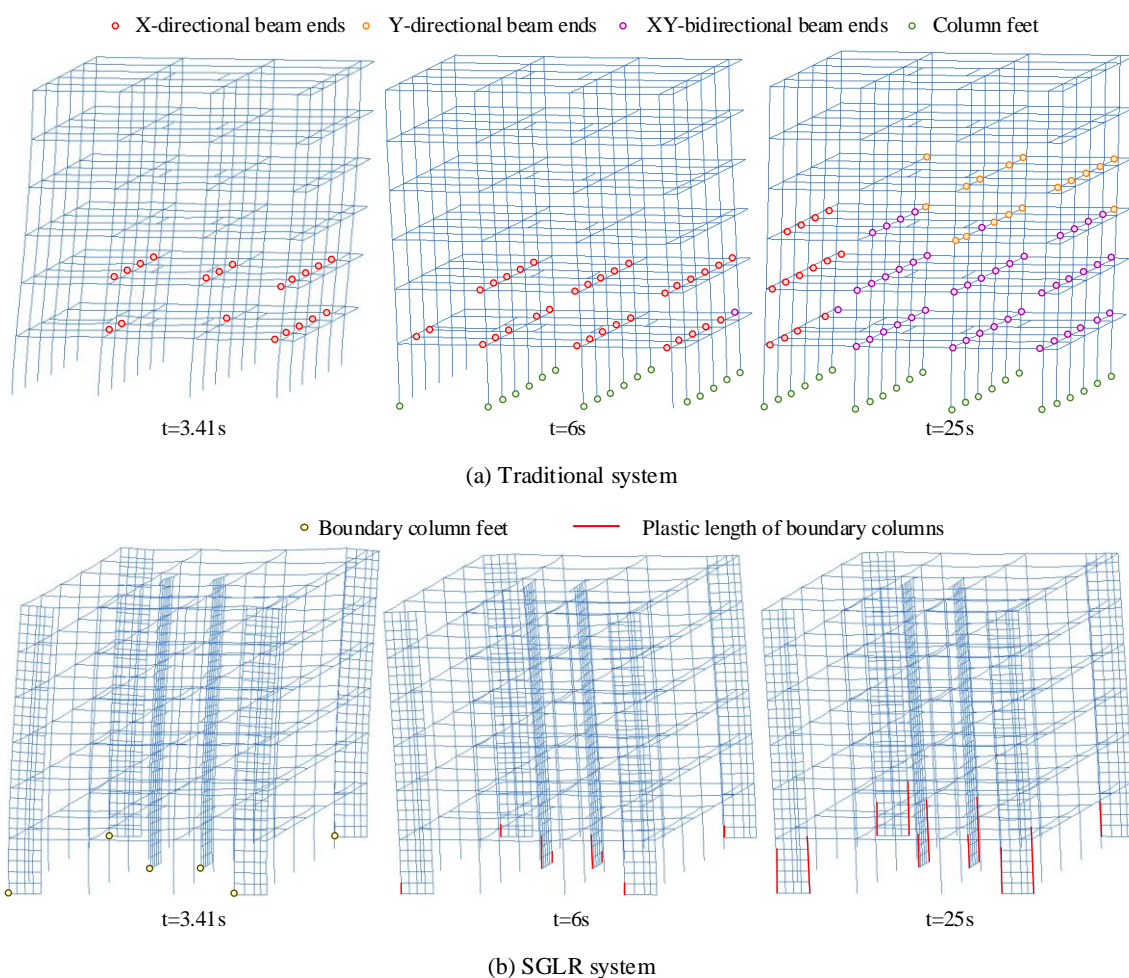 X-directional beam ends Y-directional beam ends XY-bidirectional beam ends Column feet
t=3.41s t=6s t=25s
(a) Traditional system
Boundary column feet Plastic length of boundary columns
t=3.41s t=6s t=25s
(b) SGLR system